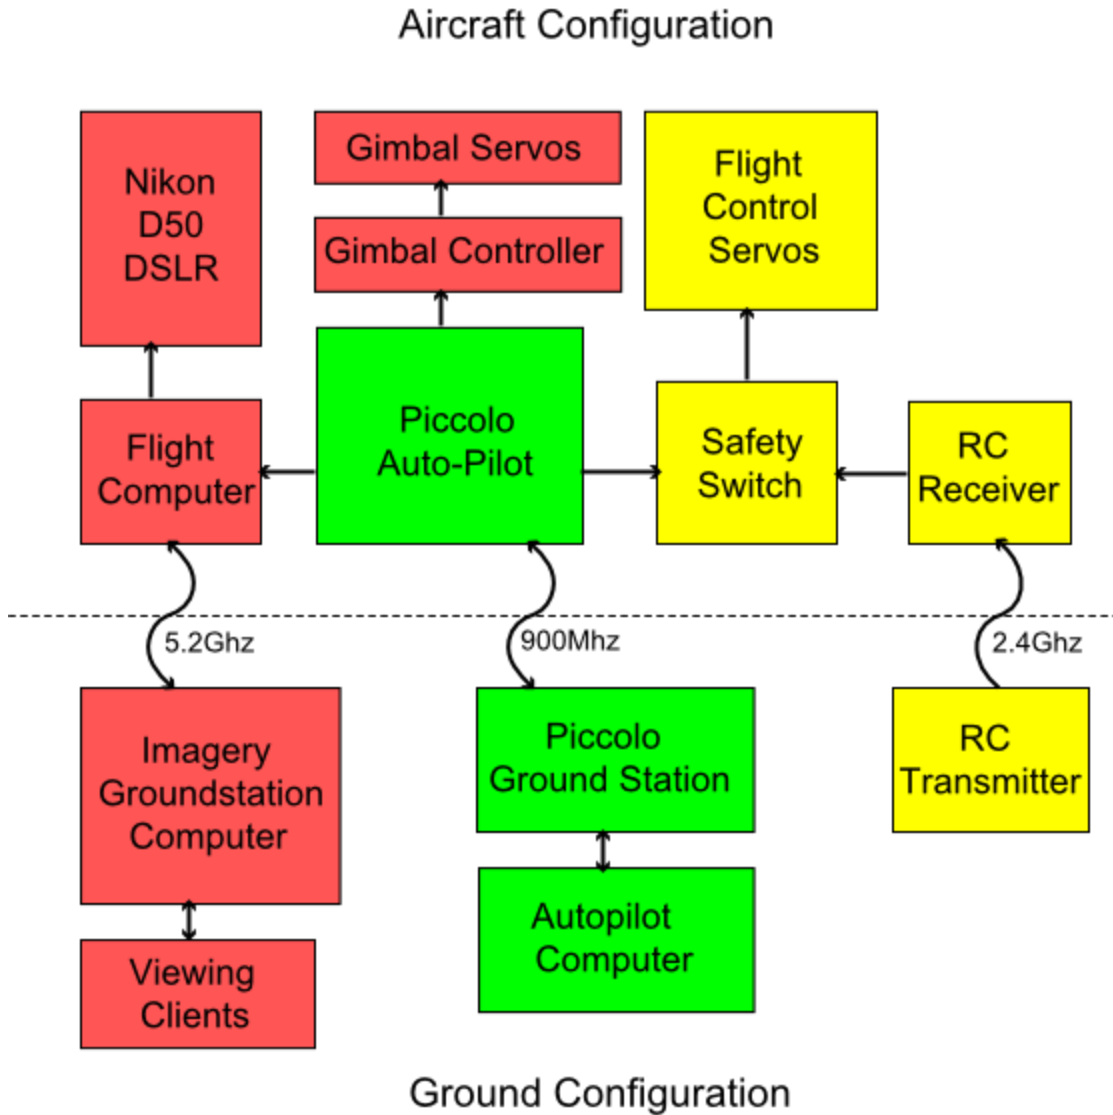 Aircraft Configuration
Nikon
D50
DSLR
Gimbal Servos
Gimbal Controller
Flight
Control
Servos
Flight
Computer
Piccolo
Auto-Pilot
Safety
Switch
RC
Receiver
5.2Ghz
900Mhz
2.4Ghz
Imagery
Groundstation
Computer
Piccolo
Ground Station
RC
Transmitter
Autopilot
Computer
Viewing
Clients
Ground Configuration